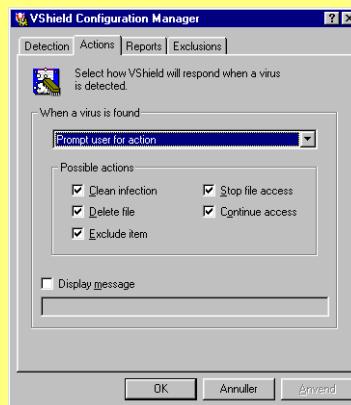 VShield Configuration Manager
Detection Actions Reports Exclusions
Select how VShield will respond when a virus
is detected.
When a virus is found
Prompt user for action
Possible actions
Clean infection
Stop file access
Delete file
Continue access
Exclude item
Display message
OK Annuller Anvend